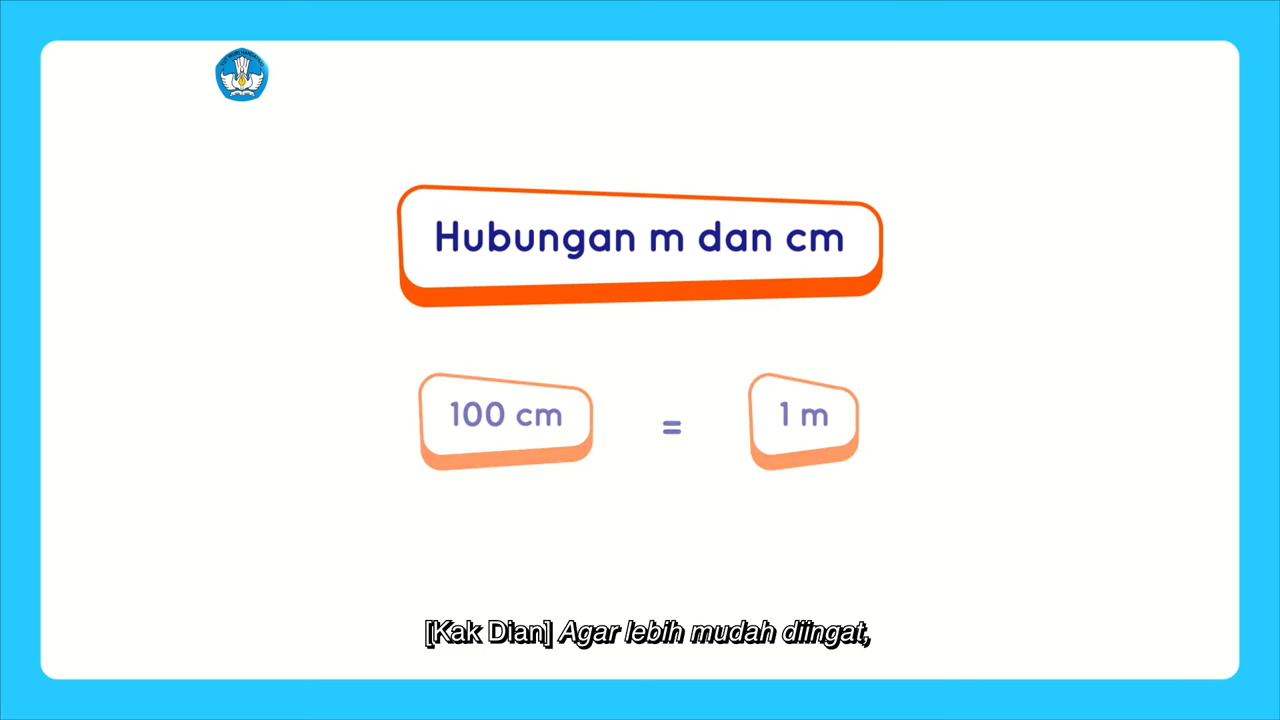 Hubungan m dan cm
100 cm = 1 m
[Kak Dian] Agar lebih mudah diingat,